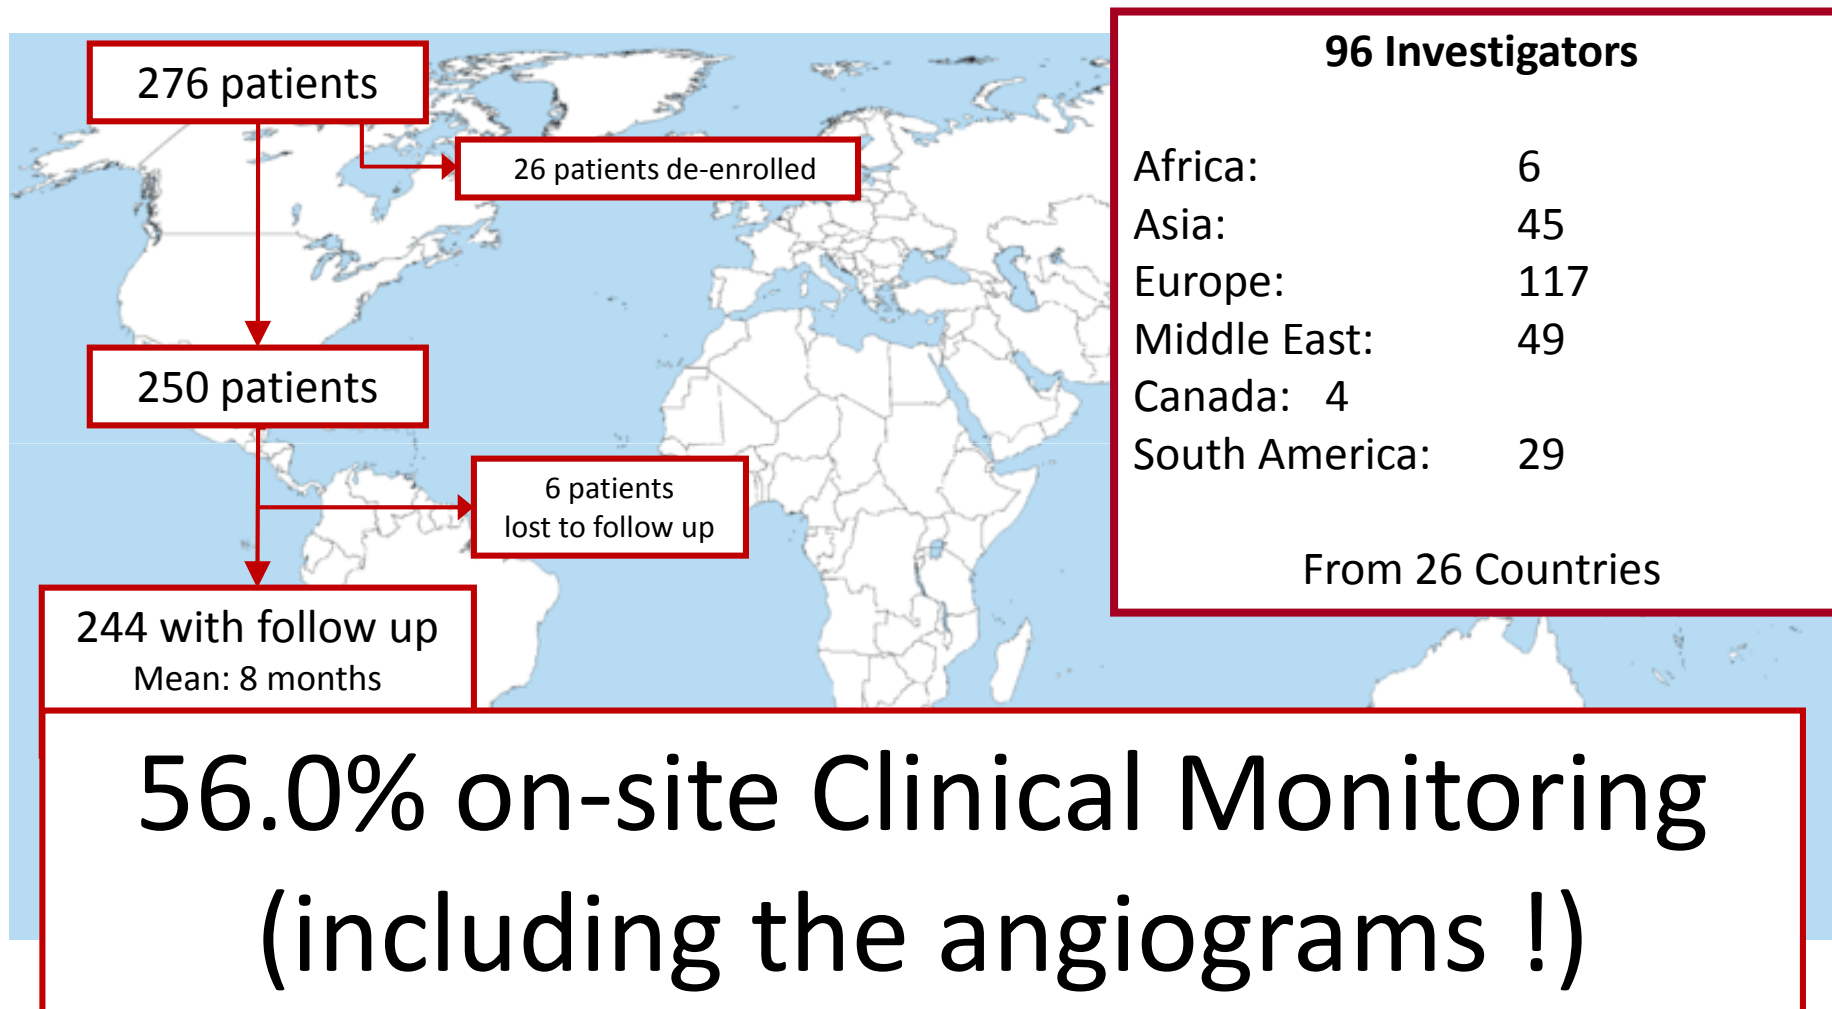 276 patients
26 patients de-enrolled
250 patients
6 patients
lost to follow up
244 with follow up
Mean: 8 months
96 Investigators
Africa: 6
Asia: 45
Europe: 117
Middle East: 49
Canada: 4
South America: 29
From 26 Countries
56.0% on-site Clinical Monitoring
(including the angiograms !)